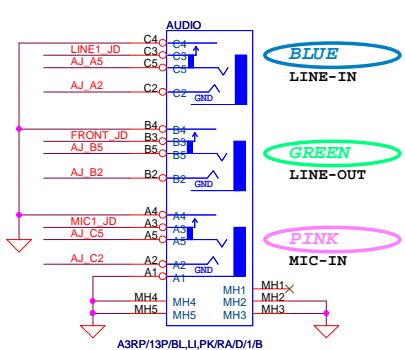 AUDIO
C4 C4
LINE1_JD C3 C3
AJ_A5 C5 C5
BLUE
LINE-IN
AJ_A2 C2 C2
GND
B4 B4
FRONT_JD B3 B3
AJ_B5 B5 B5
GREEN
LINE-OUT
AJ_B2 B2 B2
GND
A4 A4
MIC1_JD A3 A3
AJ_C5 A5 A5
PINK
MIC-IN
AJ_C2 A2 A2
GND
A1 A1
MH1 MH1
MH4 MH4 MH2 MH2
MH5 MH5 MH3 MH3
A3RP/13P/BL,LI,PK/RA/D/1/B